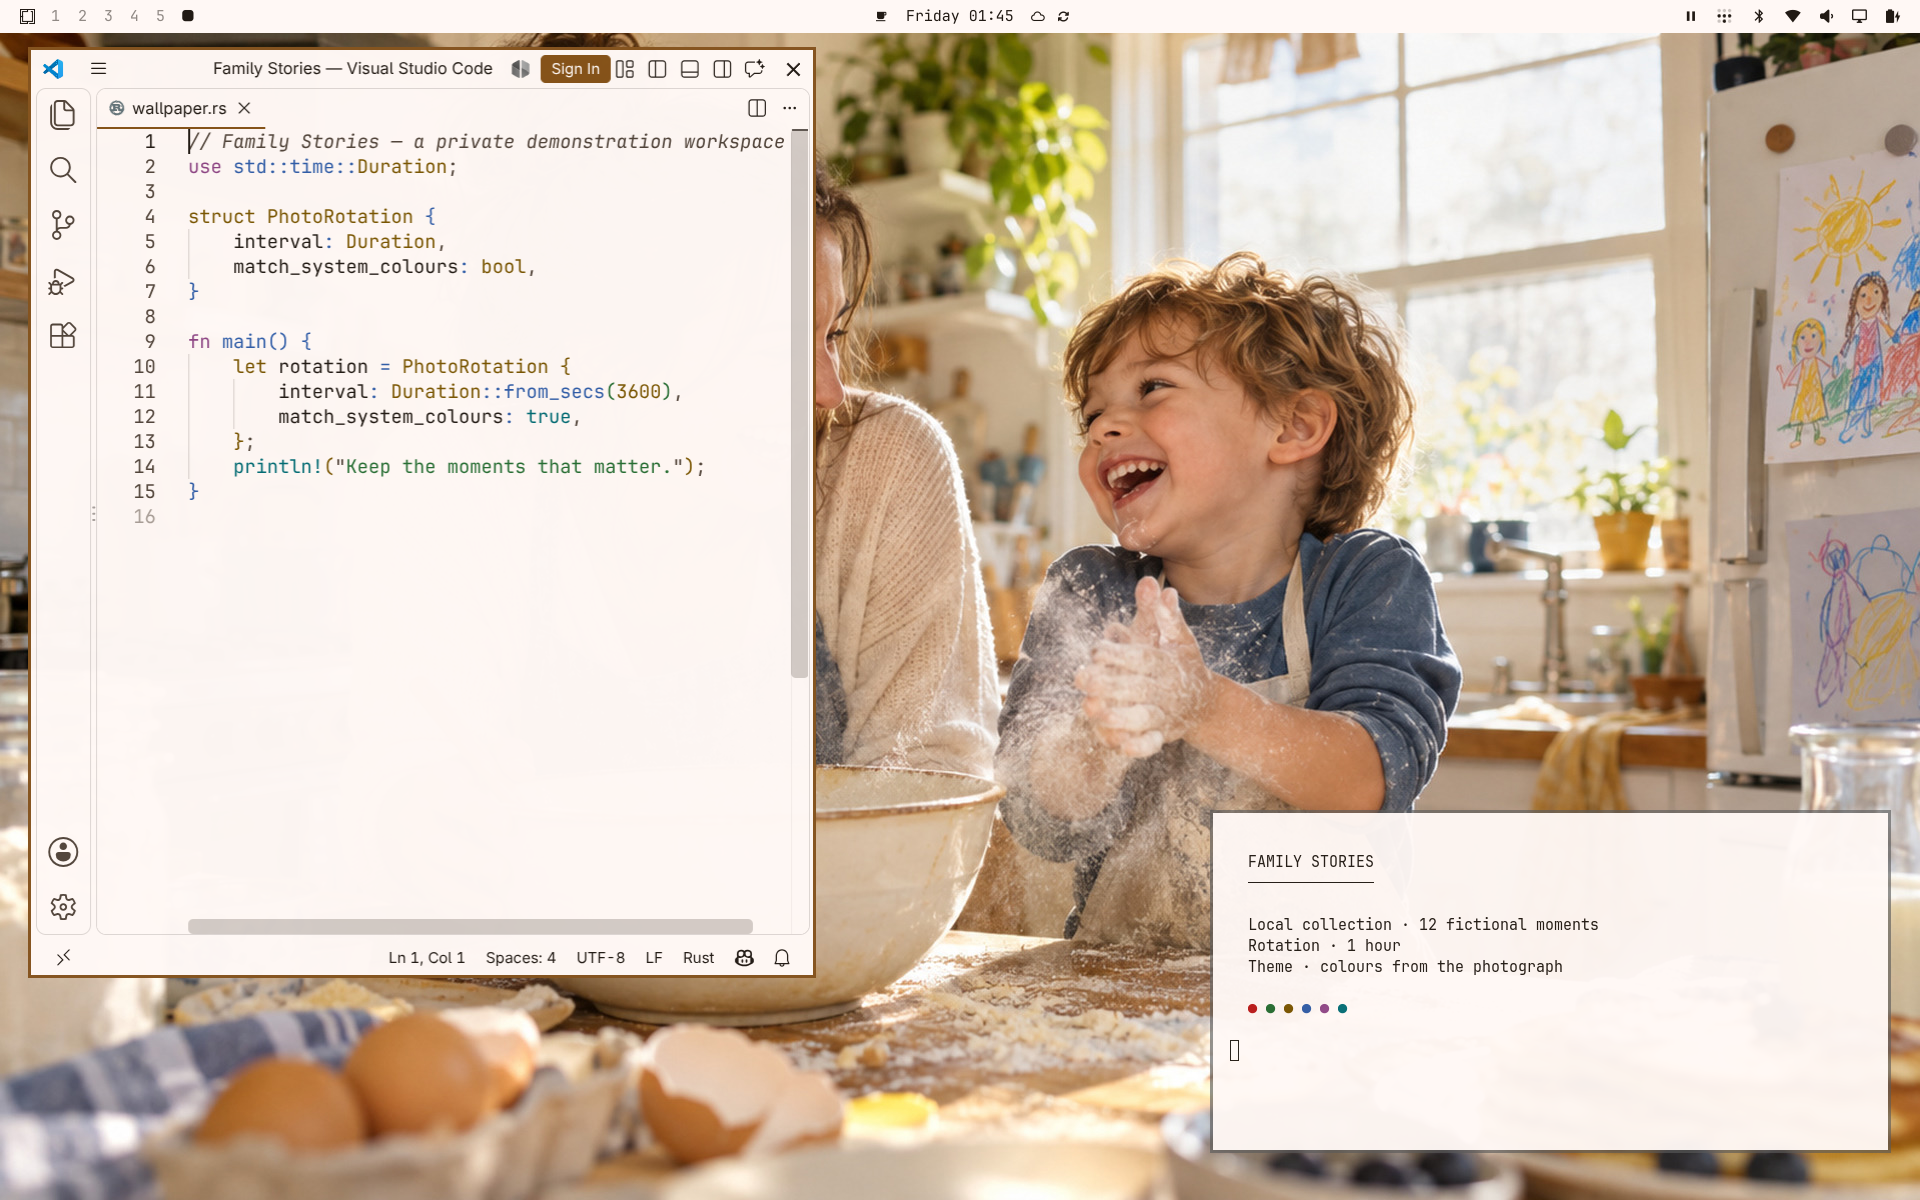 1 2 3 4 5
Friday 01:45
Family Stories — Visual Studio Code
Sign In
wallpaper.rs
1 // Family Stories — a private demonstration workspace
2 use std::time::Duration;
3
4 struct PhotoRotation {
5     interval: Duration,
6     match_system_colours: bool,
7 }
8
9 fn main() {
10     let rotation = PhotoRotation {
11         interval: Duration::from_secs(3600),
12         match_system_colours: true,
13     };
14     println!("Keep the moments that matter.");
15 }
16
Ln 1, Col 1 Spaces: 4 UTF-8 LF Rust
FAMILY STORIES
Local collection · 12 fictional moments
Rotation · 1 hour
Theme · colours from the photograph